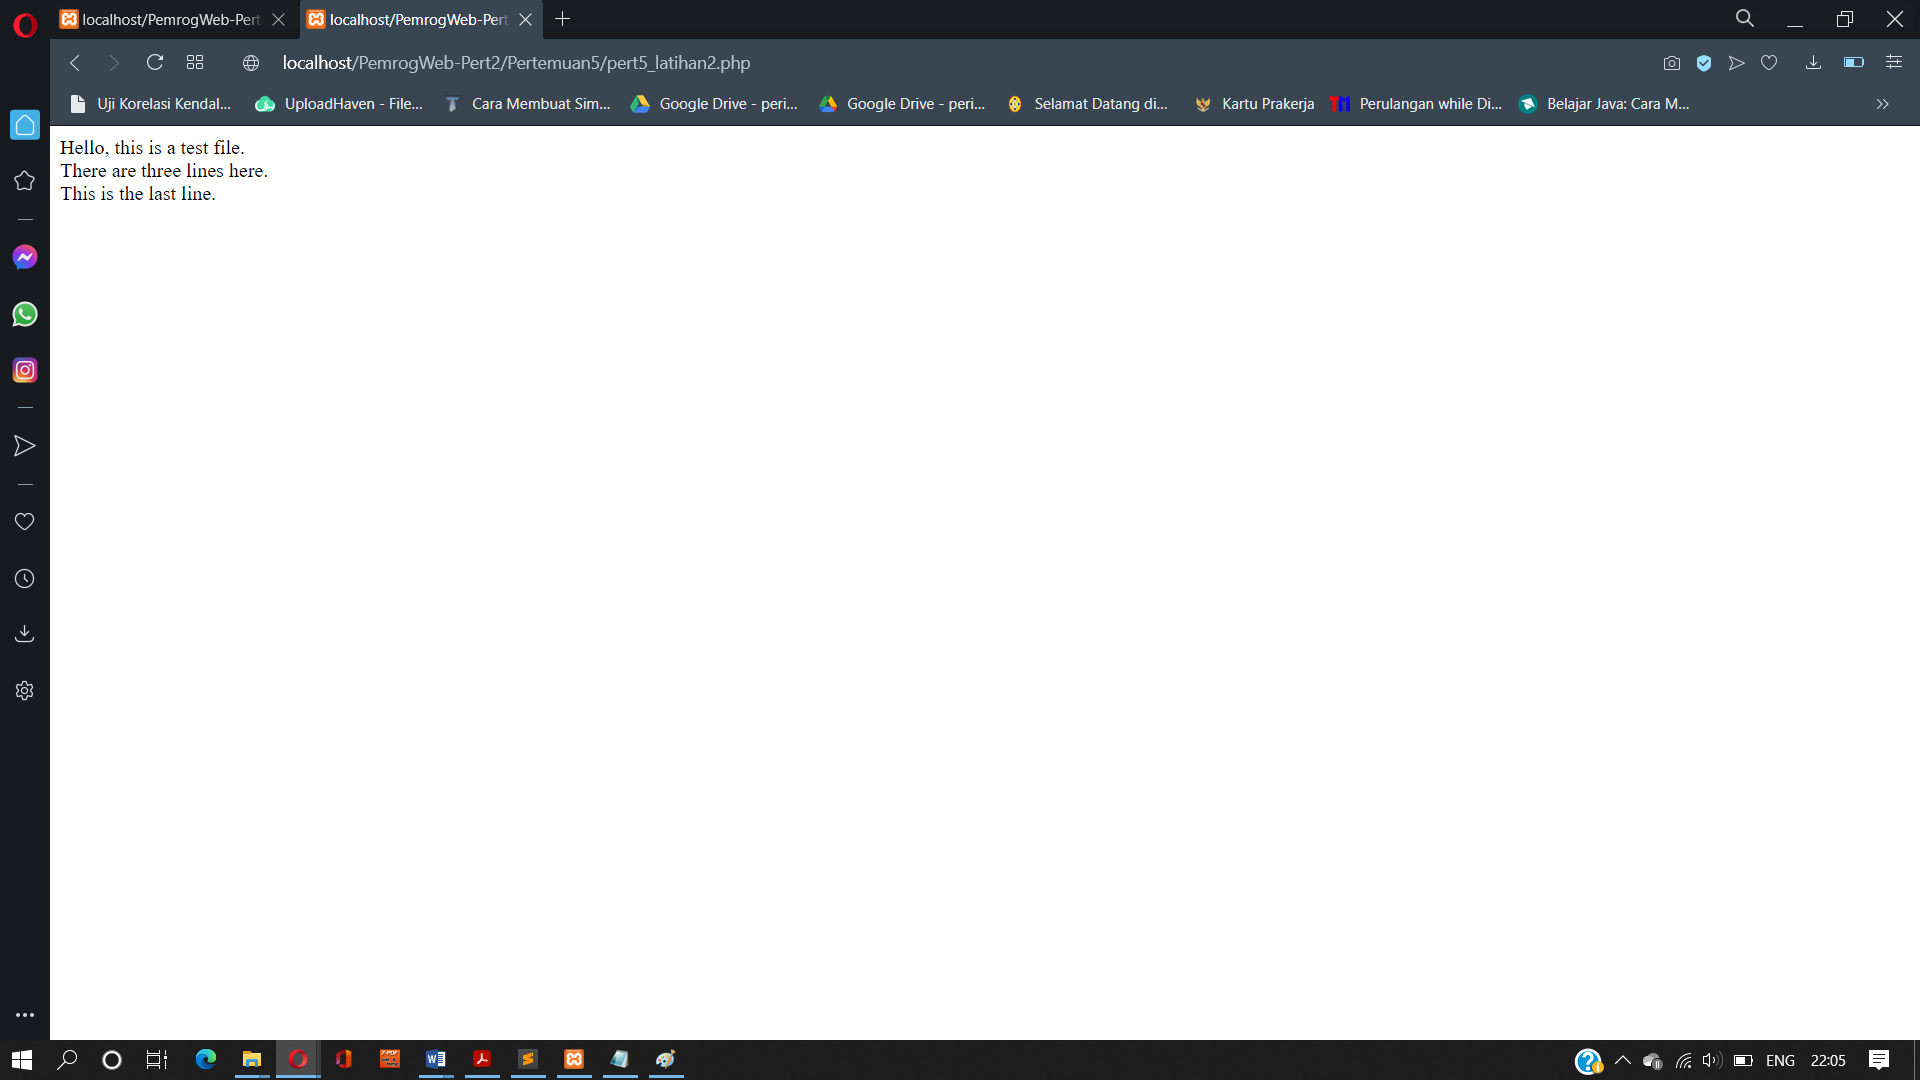 localhost/PemrogWeb-Pert
localhost/PemrogWeb-Pert
localhost/PemrogWeb-Pert2/Pertemuan5/pert5_latihan2.php
Uji Korelasi Kendal...
UploadHaven - File...
Cara Membuat Sim...
Google Drive - peri...
Google Drive - peri...
Selamat Datang di...
Kartu Prakerja
Perulangan while Di...
Belajar Java: Cara M...
Hello, this is a test file.
There are three lines here.
This is the last line.
ENG
22:05